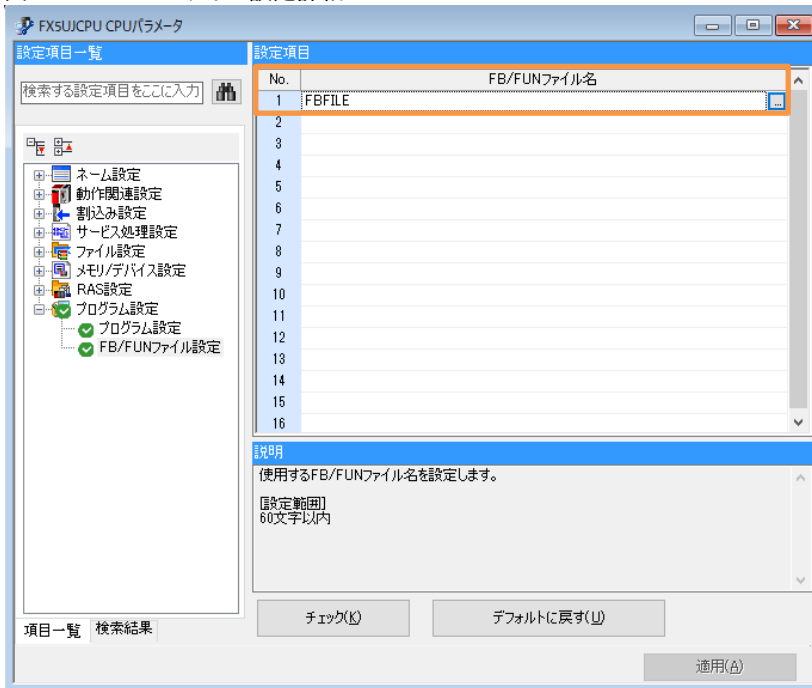 FX5UJCPU CPUパラメータ
設定項目一覧
検索する設定項目をここに入力
ネーム設定
動作関連設定
割込み設定
サービス処理設定
ファイル設定
メモリ/デバイス設定
RAS設定
プログラム設定
プログラム設定
FB/FUNファイル設定
項目一覧 検索結果
設定項目
No. FB/FUNファイル名
1 FBFILE ...
2
3
4
5
6
7
8
9
10
11
12
13
14
15
16
説明
使用するFB/FUNファイル名を設定します。
[設定範囲]
60文字以内
チェック(K) デフォルトに戻す(U)
適用(A)